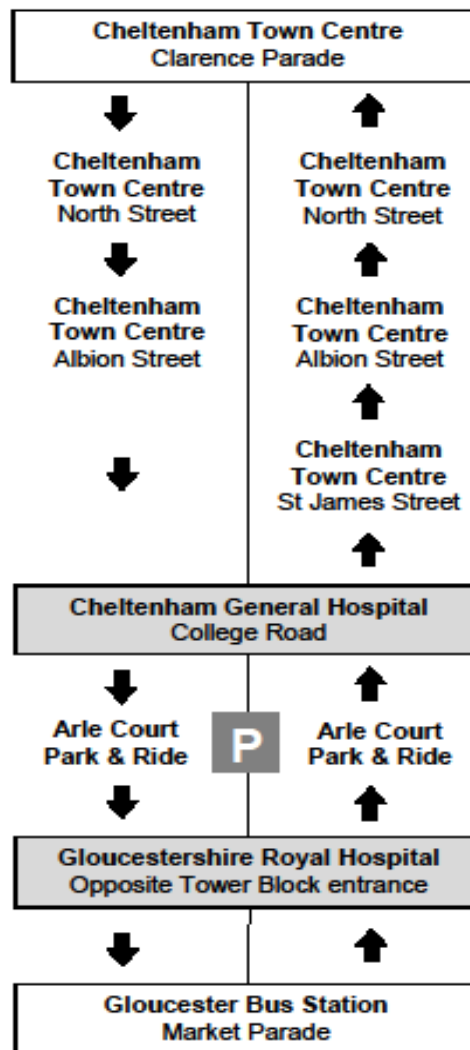 Cheltenham Town Centre
Clarence Parade
Cheltenham
Town Centre
North Street
Cheltenham
Town Centre
North Street
Cheltenham
Town Centre
Albion Street
Cheltenham
Town Centre
Albion Street
Cheltenham
Town Centre
St James Street
Cheltenham General Hospital
College Road
Arle Court
Park & Ride
P
Arle Court
Park & Ride
Gloucestershire Royal Hospital
Opposite Tower Block entrance
Gloucester Bus Station
Market Parade